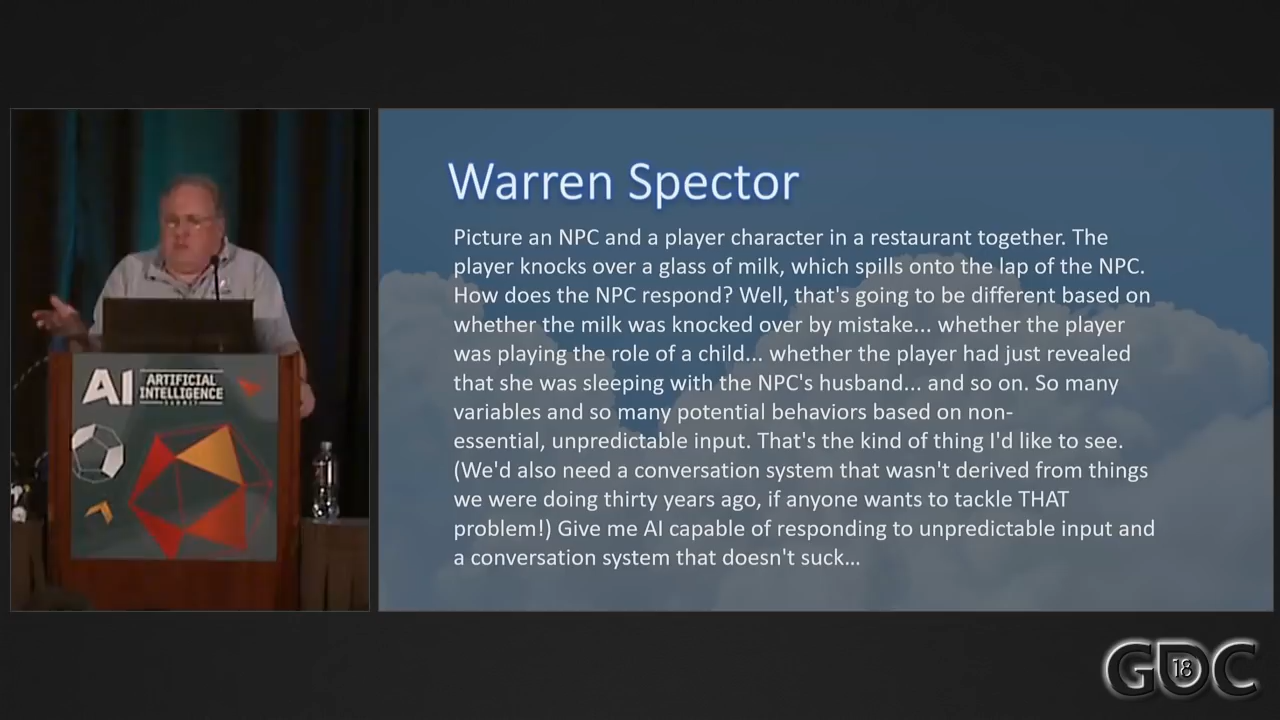 Warren Spector
Picture an NPC and a player character in a restaurant together. The
player knocks over a glass of milk, which spills onto the lap of the NPC.
How does the NPC respond? Well, that's going to be different based on
whether the milk was knocked over by mistake... whether the player
was playing the role of a child... whether the player had just revealed
that she was sleeping with the NPC's husband... and so on. So many
variables and so many potential behaviors based on non-
essential, unpredictable input. That's the kind of thing I'd like to see.
(We'd also need a conversation system that wasn't derived from things
we were doing thirty years ago, if anyone wants to tackle THAT
problem!) Give me AI capable of responding to unpredictable input and
a conversation system that doesn't suck...
AI
ARTIFICIAL
INTELLIGENCE
SUMMIT
GDC
18